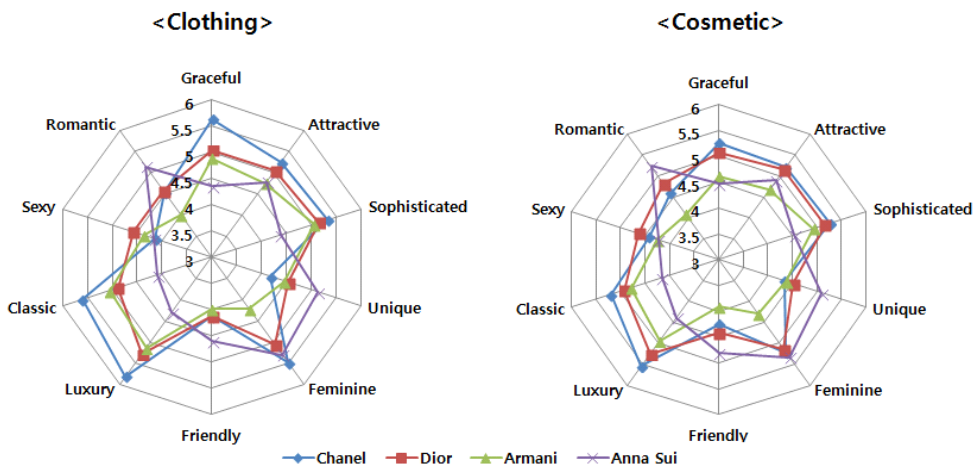 <Clothing>
<Cosmetic>
Graceful
Attractive
Sophisticated
Unique
Feminine
Friendly
Luxury
Classic
Sexy
Romantic
6
5.5
5
4.5
4
3.5
3
Graceful
Attractive
Sophisticated
Unique
Feminine
Friendly
Luxury
Classic
Sexy
Romantic
6
5.5
5
4.5
4
3.5
3
Chanel Dior Armani Anna Sui